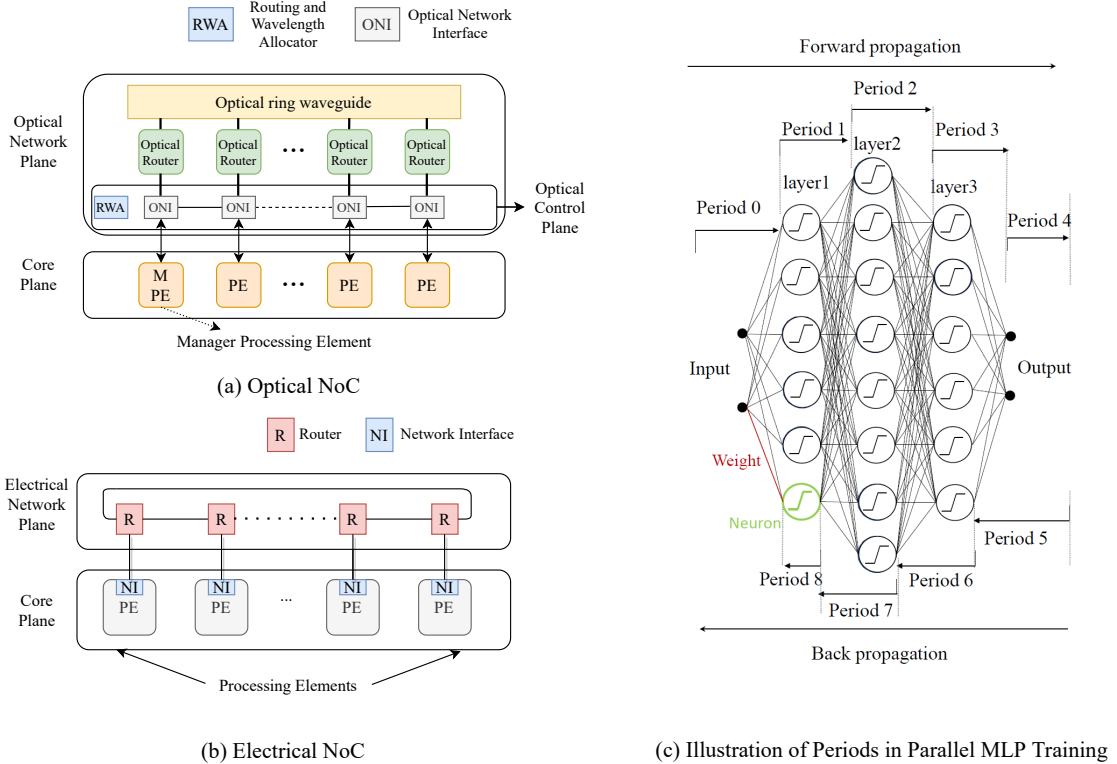 RWA
Routing and
Wavelength
Allocator
ONI
Optical Network
Interface
Optical
Network
Plane
Optical ring waveguide
Optical
Router
Optical
Router
...
Optical
Router
Optical
Router
RWA
ONI
ONI
ONI
ONI
Optical
Control
Plane
Core
Plane
M
PE
PE
...
PE
PE
Manager Processing Element
(a) Optical NoC
R
Router
NI
Network Interface
Electrical
Network
Plane
R
R
R
R
Core
Plane
NI
PE
NI
PE
...
NI
PE
NI
PE
Processing Elements
(b) Electrical NoC
Forward propagation
Period 2
Period 1
Period 3
layer2
layer1
layer3
Period 0
Period 4
Input
Output
Weight
Neuron
Period 5
Period 8
Period 6
Period 7
Back propagation
(c) Illustration of Periods in Parallel MLP Training